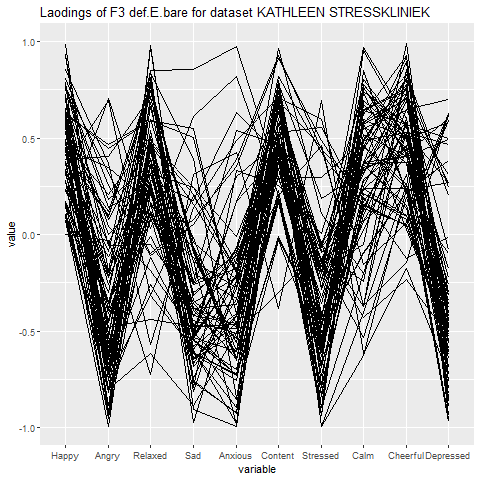 Laodings of F3 def.E.bare for dataset KATHLEEN STRESSKLINIEK
1.0
0.5
0.0
-0.5
-1.0
value
Happy Angry Relaxed Sad Anxious Content Stressed Calm Cheerful Depressed
variable